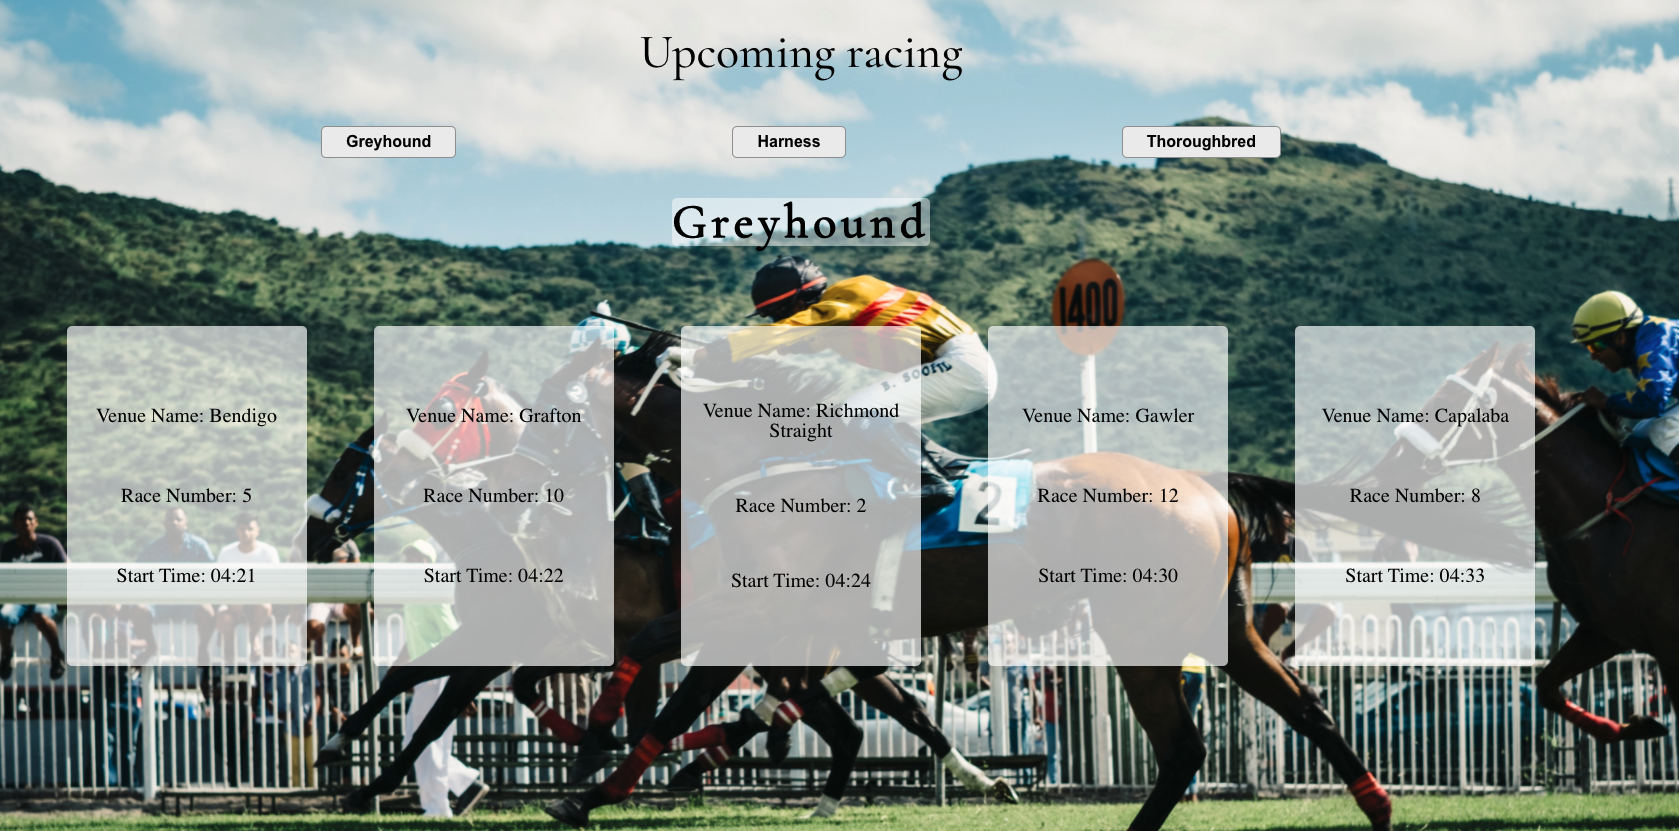 Upcoming racing
Greyhound
Harness
Thoroughbred
Greyhound
1400
B. SOOFUL
Venue Name: Bendigo
Race Number: 5
Start Time: 04:21
Venue Name: Grafton
Race Number: 10
Start Time: 04:22
Venue Name: Richmond
Straight
Race Number: 2
Start Time: 04:24
2
Venue Name: Gawler
Race Number: 12
Start Time: 04:30
Venue Name: Capalaba
Race Number: 8
Start Time: 04:33